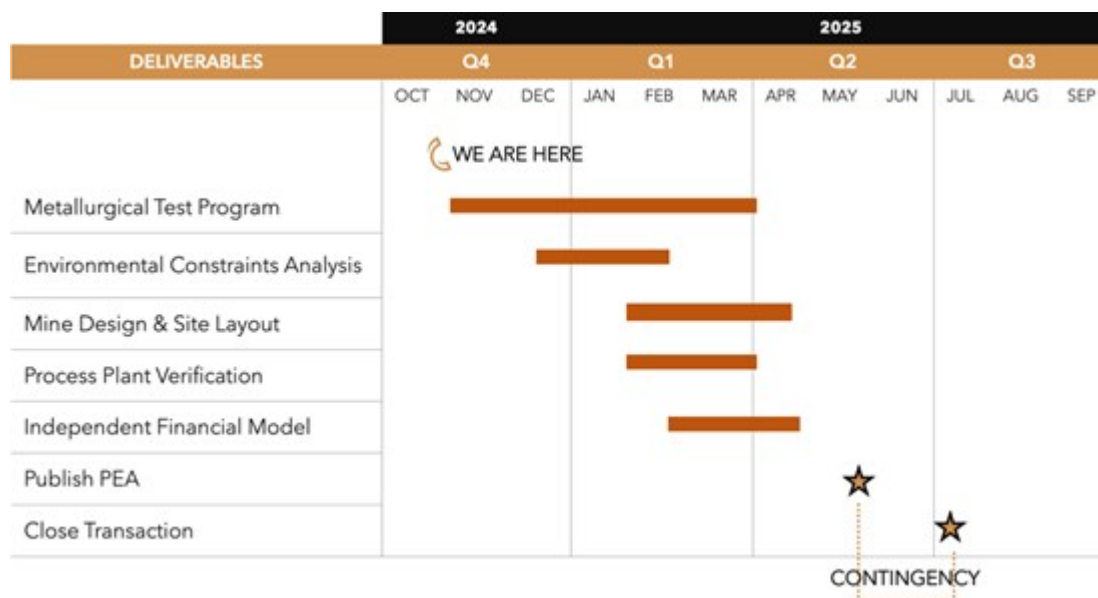 2024 2025
DELIVERABLES Q4 Q1 Q2 Q3
OCT NOV DEC JAN FEB MAR APR MAY JUN JUL AUG SEP
WE ARE HERE
Metallurgical Test Program
Environmental Constraints Analysis
Mine Design & Site Layout
Process Plant Verification
Independent Financial Model
Publish PEA
Close Transaction
CONTINGENCY